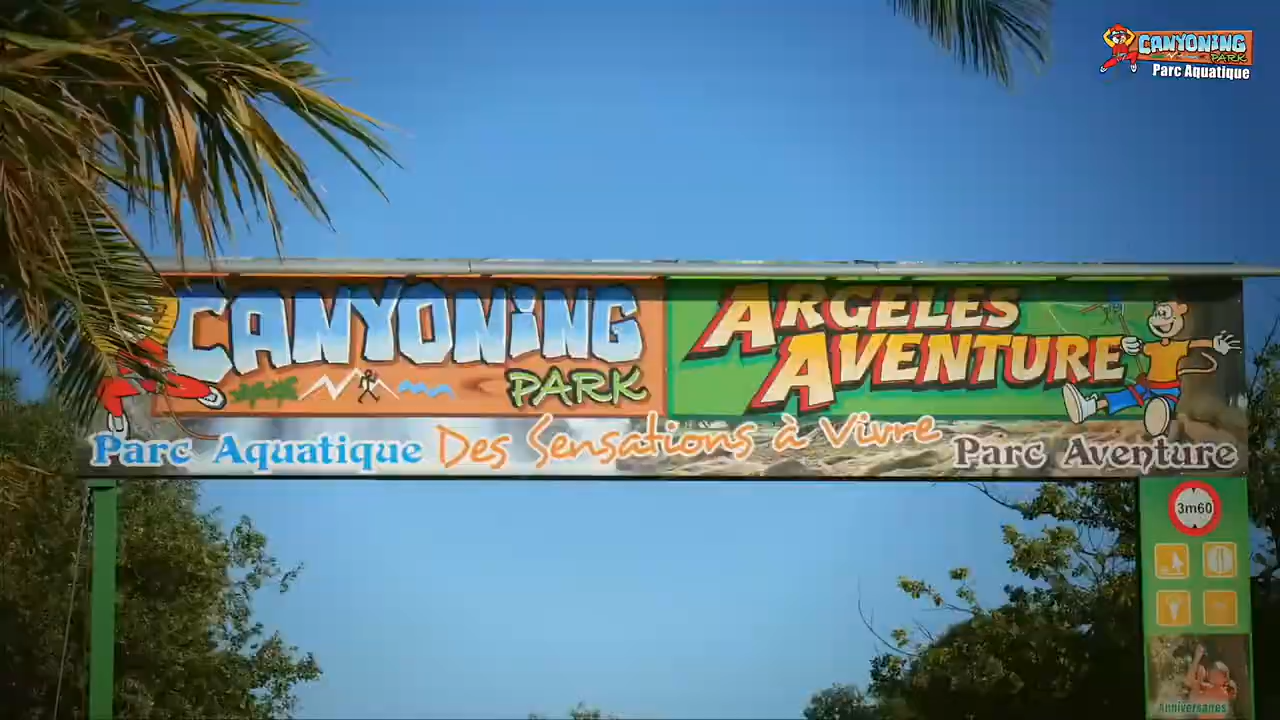 CANYONING
PARK
Parc Aquatique
CANYONING
PARK
ARGELES
AVENTURE
Parc Aquatique Des Sensations à Vivre Parc Aventure
3m60
Anniversaires